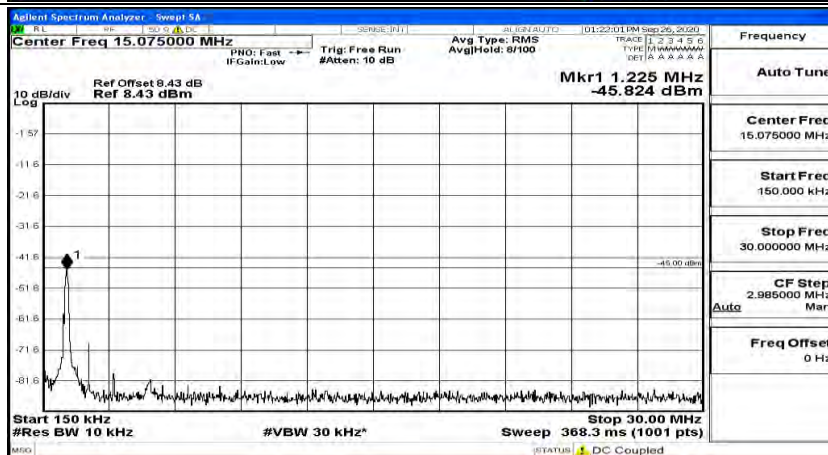 Agilent Spectrum Analyzer - Swept SA
RL RF 50 Ω DC SENSE:INT ALIGN AUTO 01:22:01 PM Sep 26, 2020
Center Freq 15.075000 MHz
PNO: Fast
IFGain:Low
Trig: Free Run
#Atten: 10 dB
Avg Type: RMS
Avg|Hold: 8/100
TRACE 1 2 3 4 5 6
TYPE M
DET A A A A A A
Mkr1 1.225 MHz
-45.824 dBm
Ref Offset 8.43 dB
10 dB/div Ref 8.43 dBm
Log
-1.57
-11.6
-21.6
-31.6
-41.6
-51.6
-61.6
-71.6
-81.6
1
-45.00 dBm
Start 150 kHz
Stop 30.00 MHz
#Res BW 10 kHz
#VBW 30 kHz*
Sweep 368.3 ms (1001 pts)
MSG
STATUS DC Coupled
Frequency
Auto Tune
Center Freq
15.075000 MHz
Start Freq
150.000 kHz
Stop Freq
30.000000 MHz
CF Step
2.985000 MHz
Auto Man
Freq Offset
0 Hz